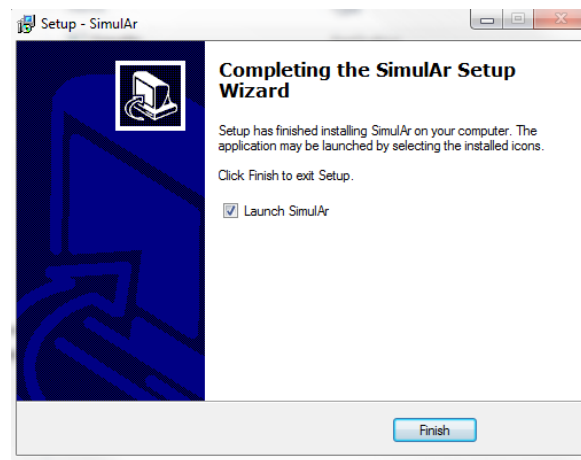 Setup - SimulAr
Completing the SimulAr Setup
Wizard
Setup has finished installing SimulAr on your computer. The
application may be launched by selecting the installed icons.
Click Finish to exit Setup.
Launch SimulAr
Finish